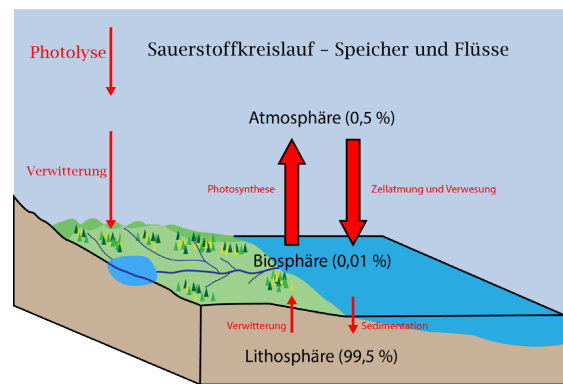 Sauerstoffkreislauf – Speicher und Flüsse
Photolyse
Atmosphäre (0,5 %)
Verwitterung
Photosynthese
Zellatmung und Verwesung
Biosphäre (0,01 %)
Verwitterung
Sedimentation
Lithosphäre (99,5 %)